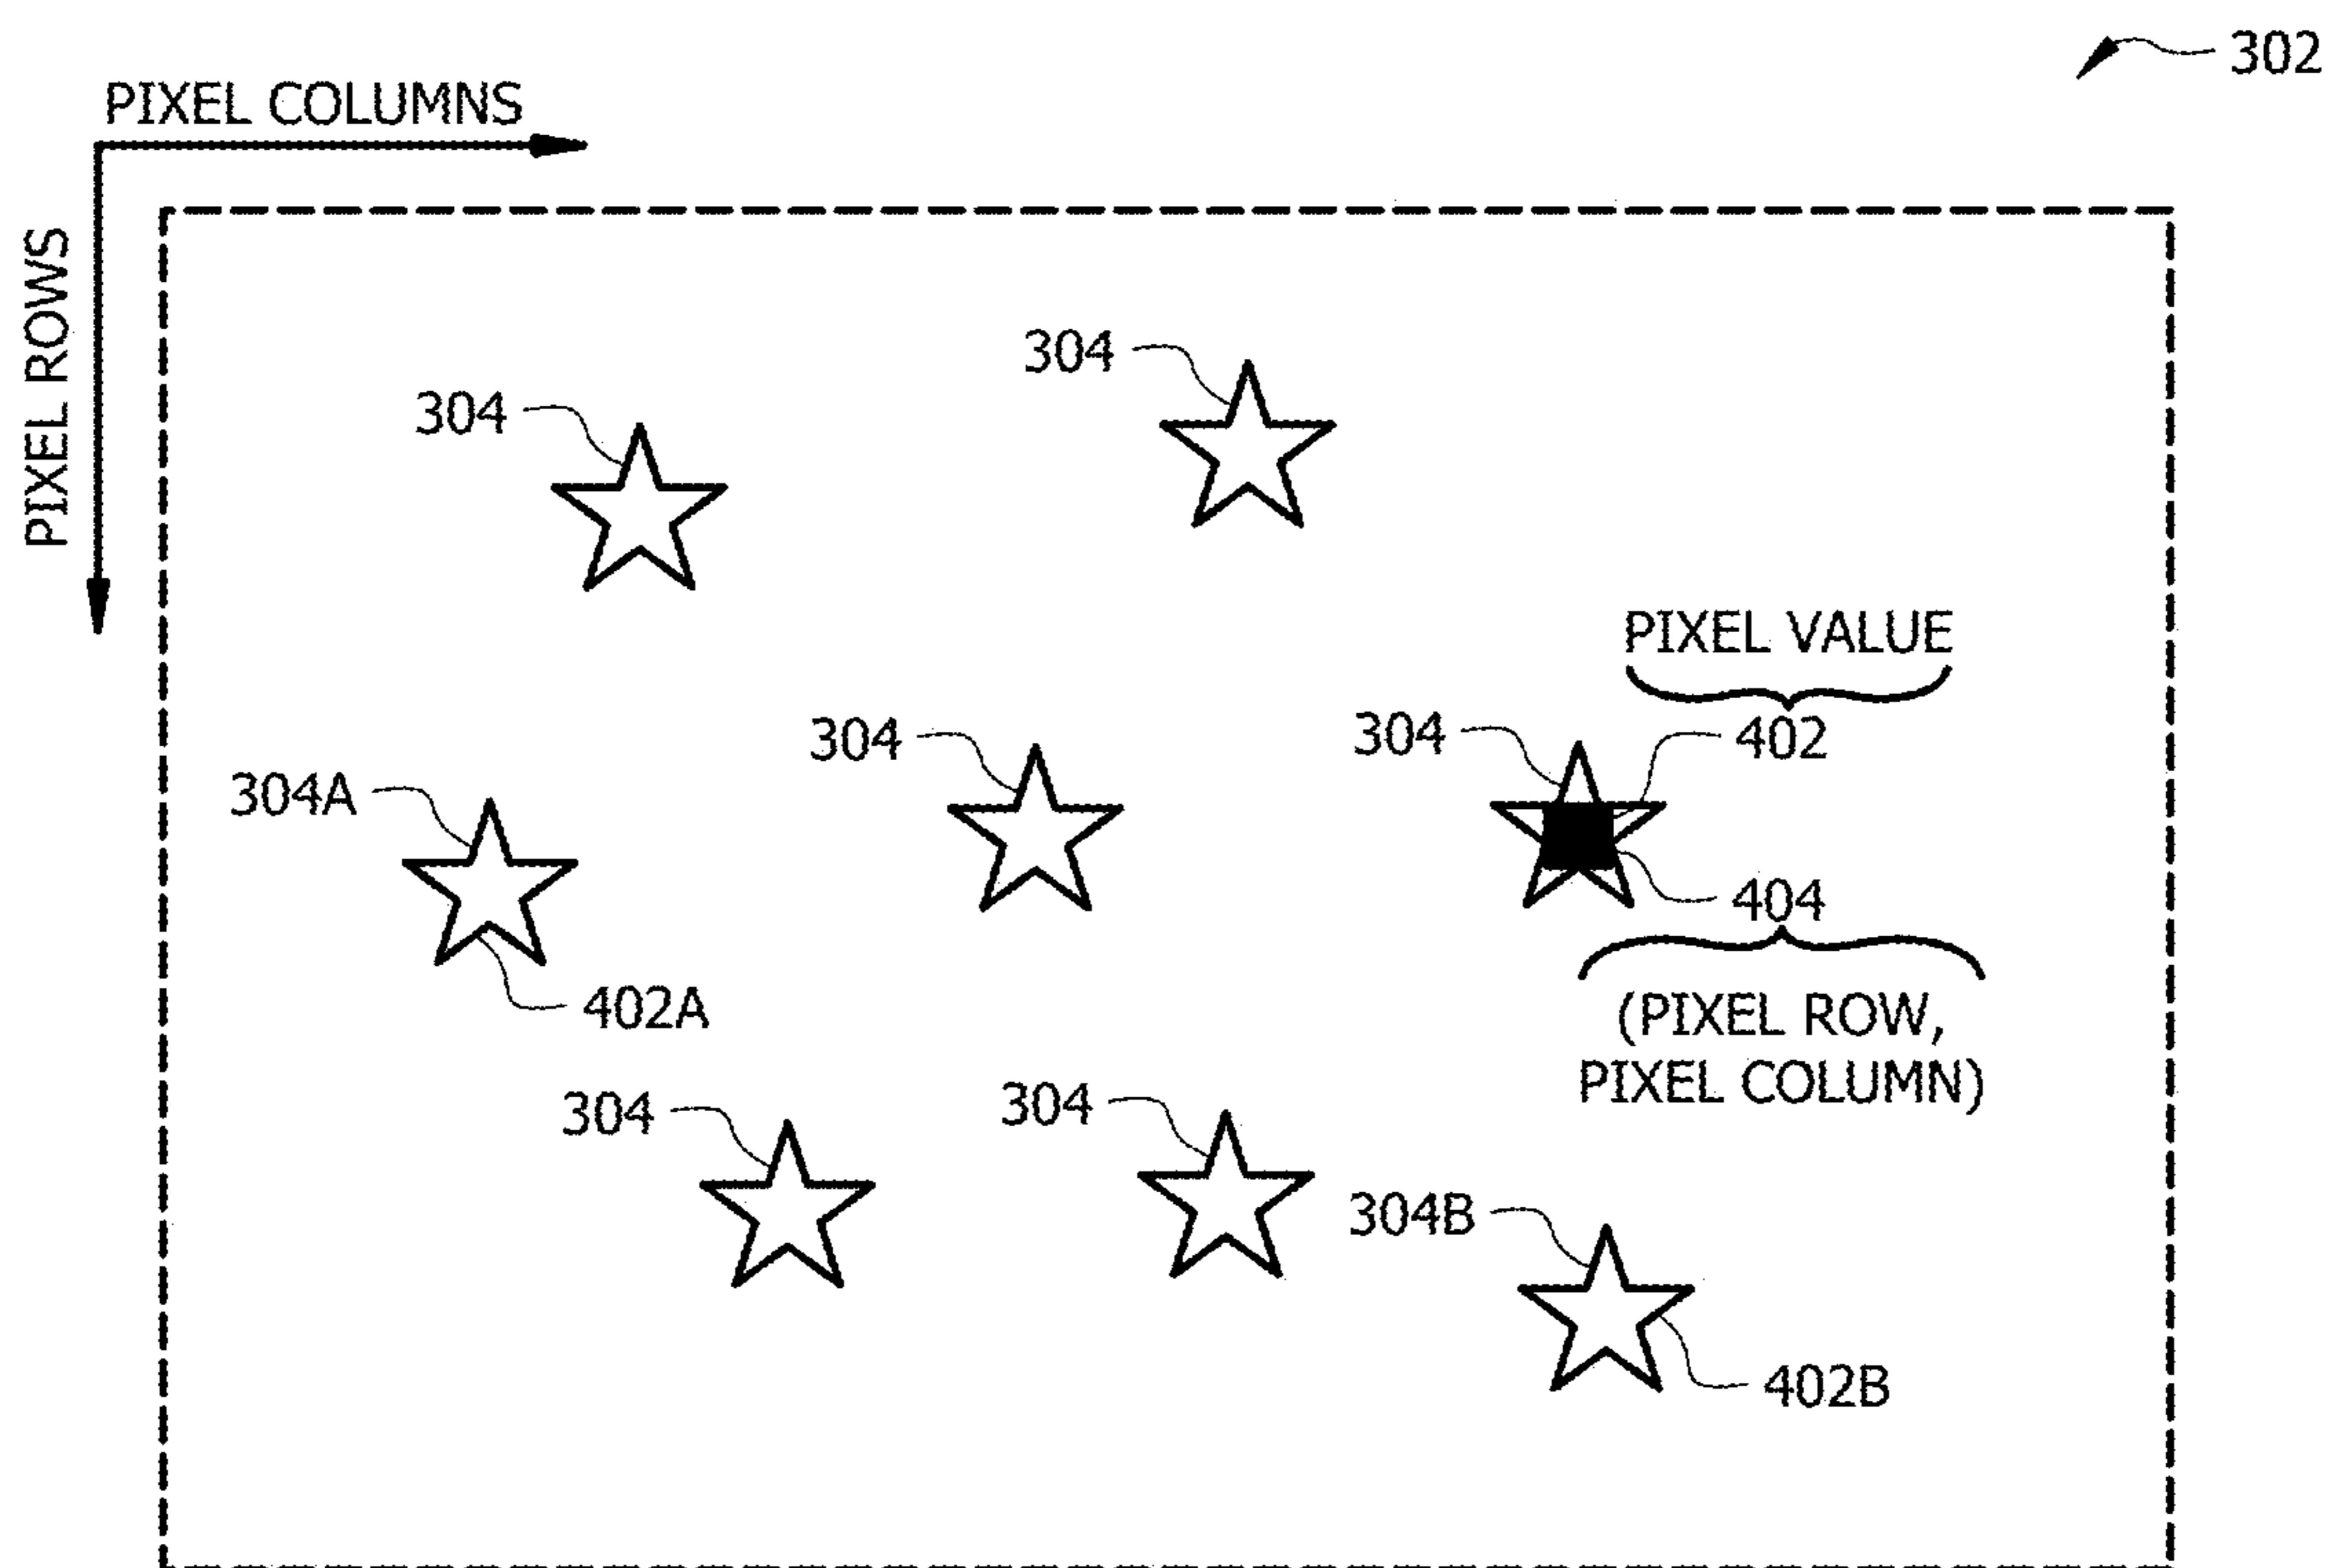 302
PIXEL COLUMNS
PIXEL ROWS
304
304
PIXEL VALUE
304
304
402
304A
404
402A
(PIXEL ROW,
PIXEL COLUMN)
304
304
304B
402B